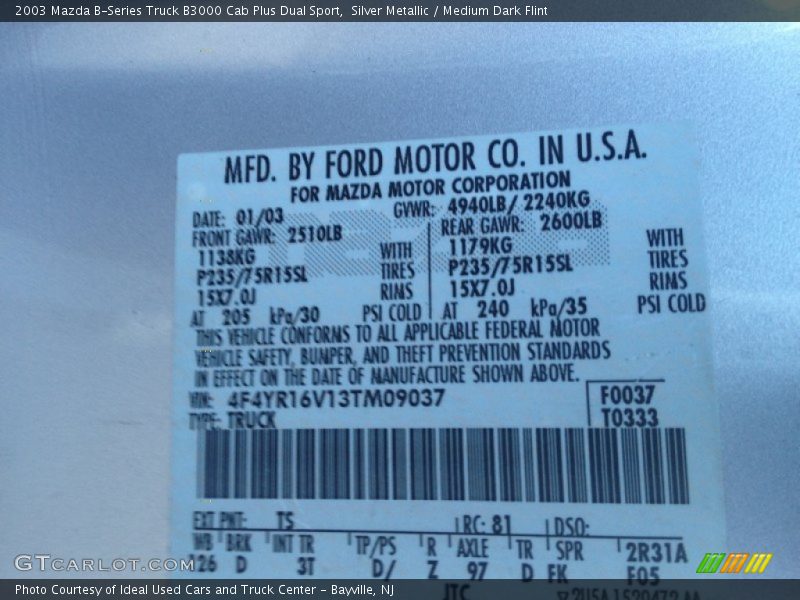 2003 Mazda B-Series Truck B3000 Cab Plus Dual Sport, Silver Metallic / Medium Dark Flint
MFD. BY FORD MOTOR CO. IN U.S.A.
FOR MAZDA MOTOR CORPORATION
DATE: 01/03 GVWR: 4940LB/ 2240KG
FRONT GAWR: 2510LB REAR GAWR: 2600LB
1138KG WITH 1179KG WITH
P235/75R15SL TIRES P235/75R15SL TIRES
15X7.0J RIMS 15X7.0J RIMS
AT 205 kPa/30 PSI COLD AT 240 kPa/35 PSI COLD
THIS VEHICLE CONFORMS TO ALL APPLICABLE FEDERAL MOTOR
VEHICLE SAFETY, BUMPER, AND THEFT PREVENTION STANDARDS
IN EFFECT ON THE DATE OF MANUFACTURE SHOWN ABOVE.
VIN: 4F4YR16V13TM09037 F0037
TYPE: TRUCK T0333
EXT PNT: TS RC: 81 DSO:
WB BRK INT TR TP/PS R AXLE TR SPR 2R31A
126 D 3T D/ Z 97 D FK F05
JTC
GTCARLOT.COM
Photo Courtesy of Ideal Used Cars and Truck Center - Bayville, NJ